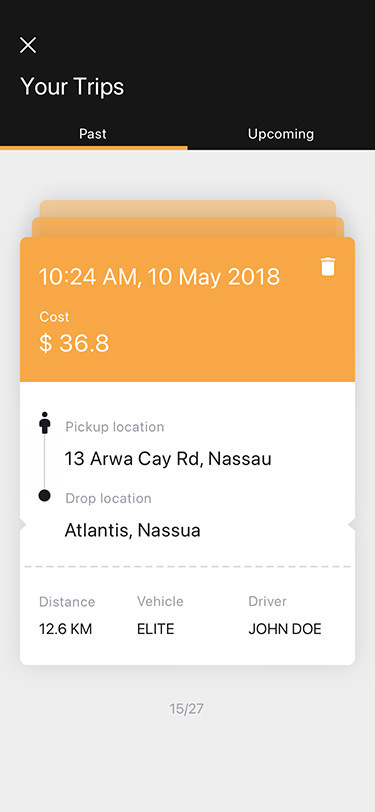 Your Trips
Past Upcoming
10:24 AM, 10 May 2018
Cost
$ 36.8
Pickup location
13 Arwa Cay Rd, Nassau
Drop location
Atlantis, Nassua
Distance Vehicle Driver
12.6 KM ELITE JOHN DOE
15/27